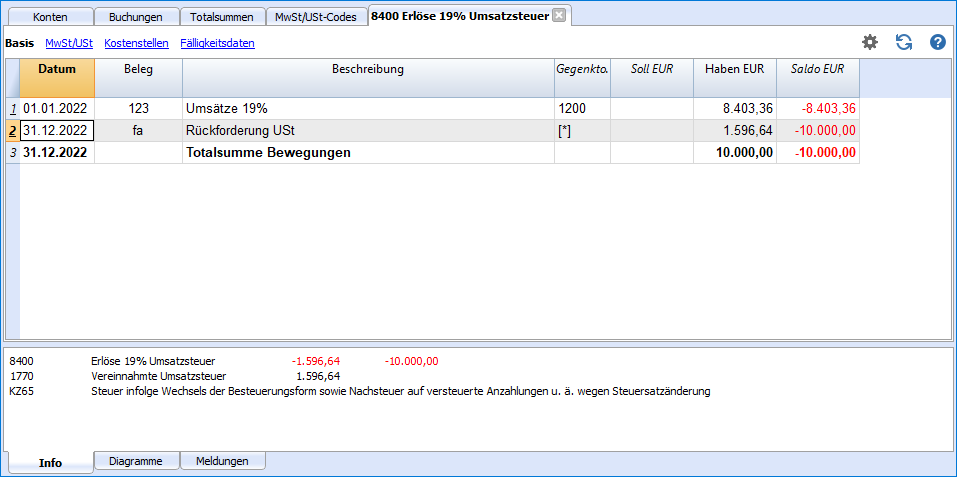 Konten Buchungen Totalsummen MwSt/USt-Codes 8400 Erlöse 19% Umsatzsteuer
Basis MwSt/USt Kostenstellen Fälligkeitsdaten
Datum Beleg Beschreibung Gegenkto. Soll EUR Haben EUR Saldo EUR
1 01.01.2022 123 Umsätze 19% 1200 8.403,36 -8.403,36
2 31.12.2022 fa Rückforderung USt [*] 1.596,64 -10.000,00
3 31.12.2022 Totalsumme Bewegungen 10.000,00 -10.000,00
8400 Erlöse 19% Umsatzsteuer -1.596,64 -10.000,00
1770 Vereinnahmte Umsatzsteuer 1.596,64
KZ65 Steuer infolge Wechsels der Besteuerungsform sowie Nachsteuer auf versteuerte Anzahlungen u. ä. wegen Steuersatzänderung
Info Diagramme Meldungen